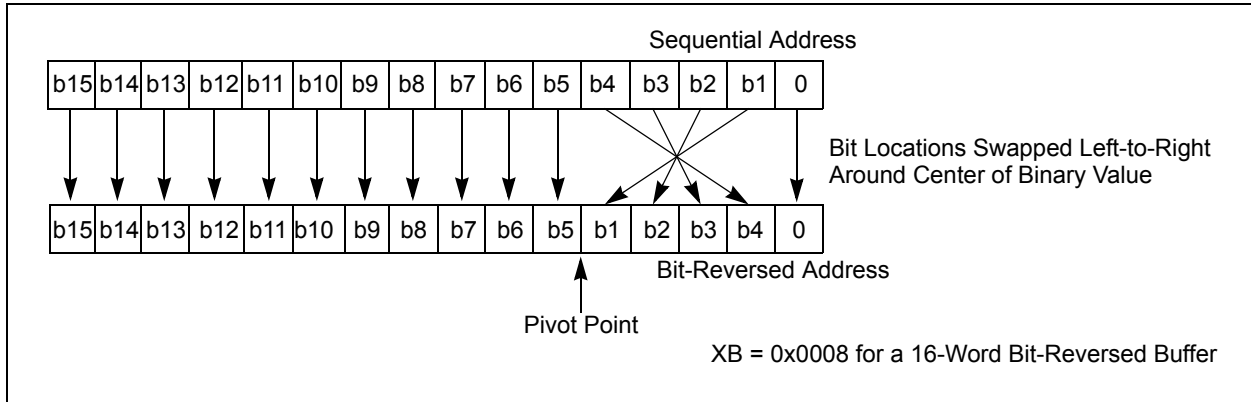 Sequential Address
b15 b14 b13 b12 b11 b10 b9 b8 b7 b6 b5 b4 b3 b2 b1 0
Bit Locations Swapped Left-to-Right
Around Center of Binary Value
b15 b14 b13 b12 b11 b10 b9 b8 b7 b6 b5 b1 b2 b3 b4 0
Bit-Reversed Address
Pivot Point
XB = 0x0008 for a 16-Word Bit-Reversed Buffer